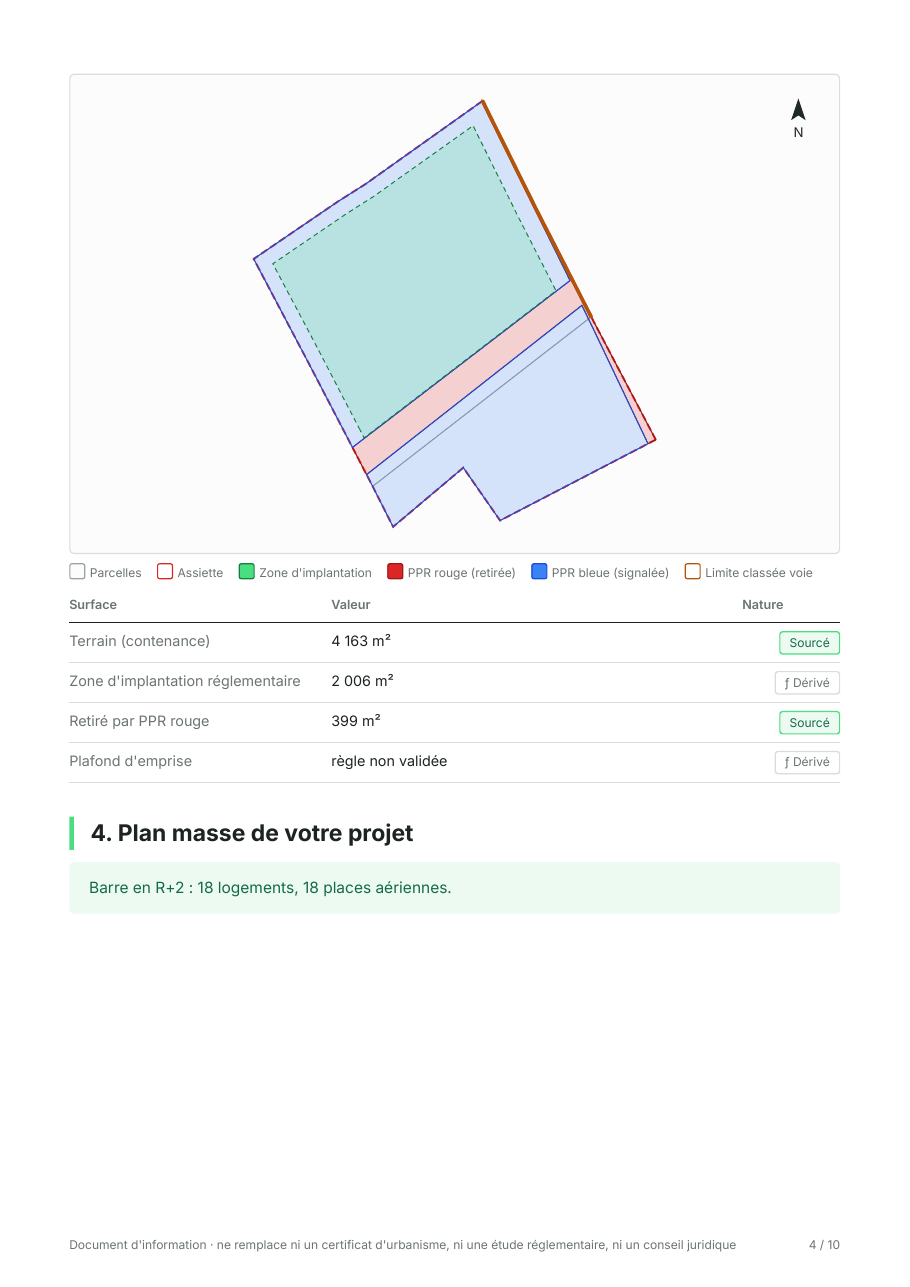 N
Parcelles Assiette Zone d'implantation PPR rouge (retirée) PPR bleue (signalée) Limite classée voie
Surface Valeur Nature
Terrain (contenance) 4 163 m² Sourcé
Zone d'implantation réglementaire 2 006 m² ƒ Dérivé
Retiré par PPR rouge 399 m² Sourcé
Plafond d'emprise règle non validée ƒ Dérivé
4. Plan masse de votre projet
Barre en R+2 : 18 logements, 18 places aériennes.
Document d'information · ne remplace ni un certificat d'urbanisme, ni une étude réglementaire, ni un conseil juridique 4 / 10